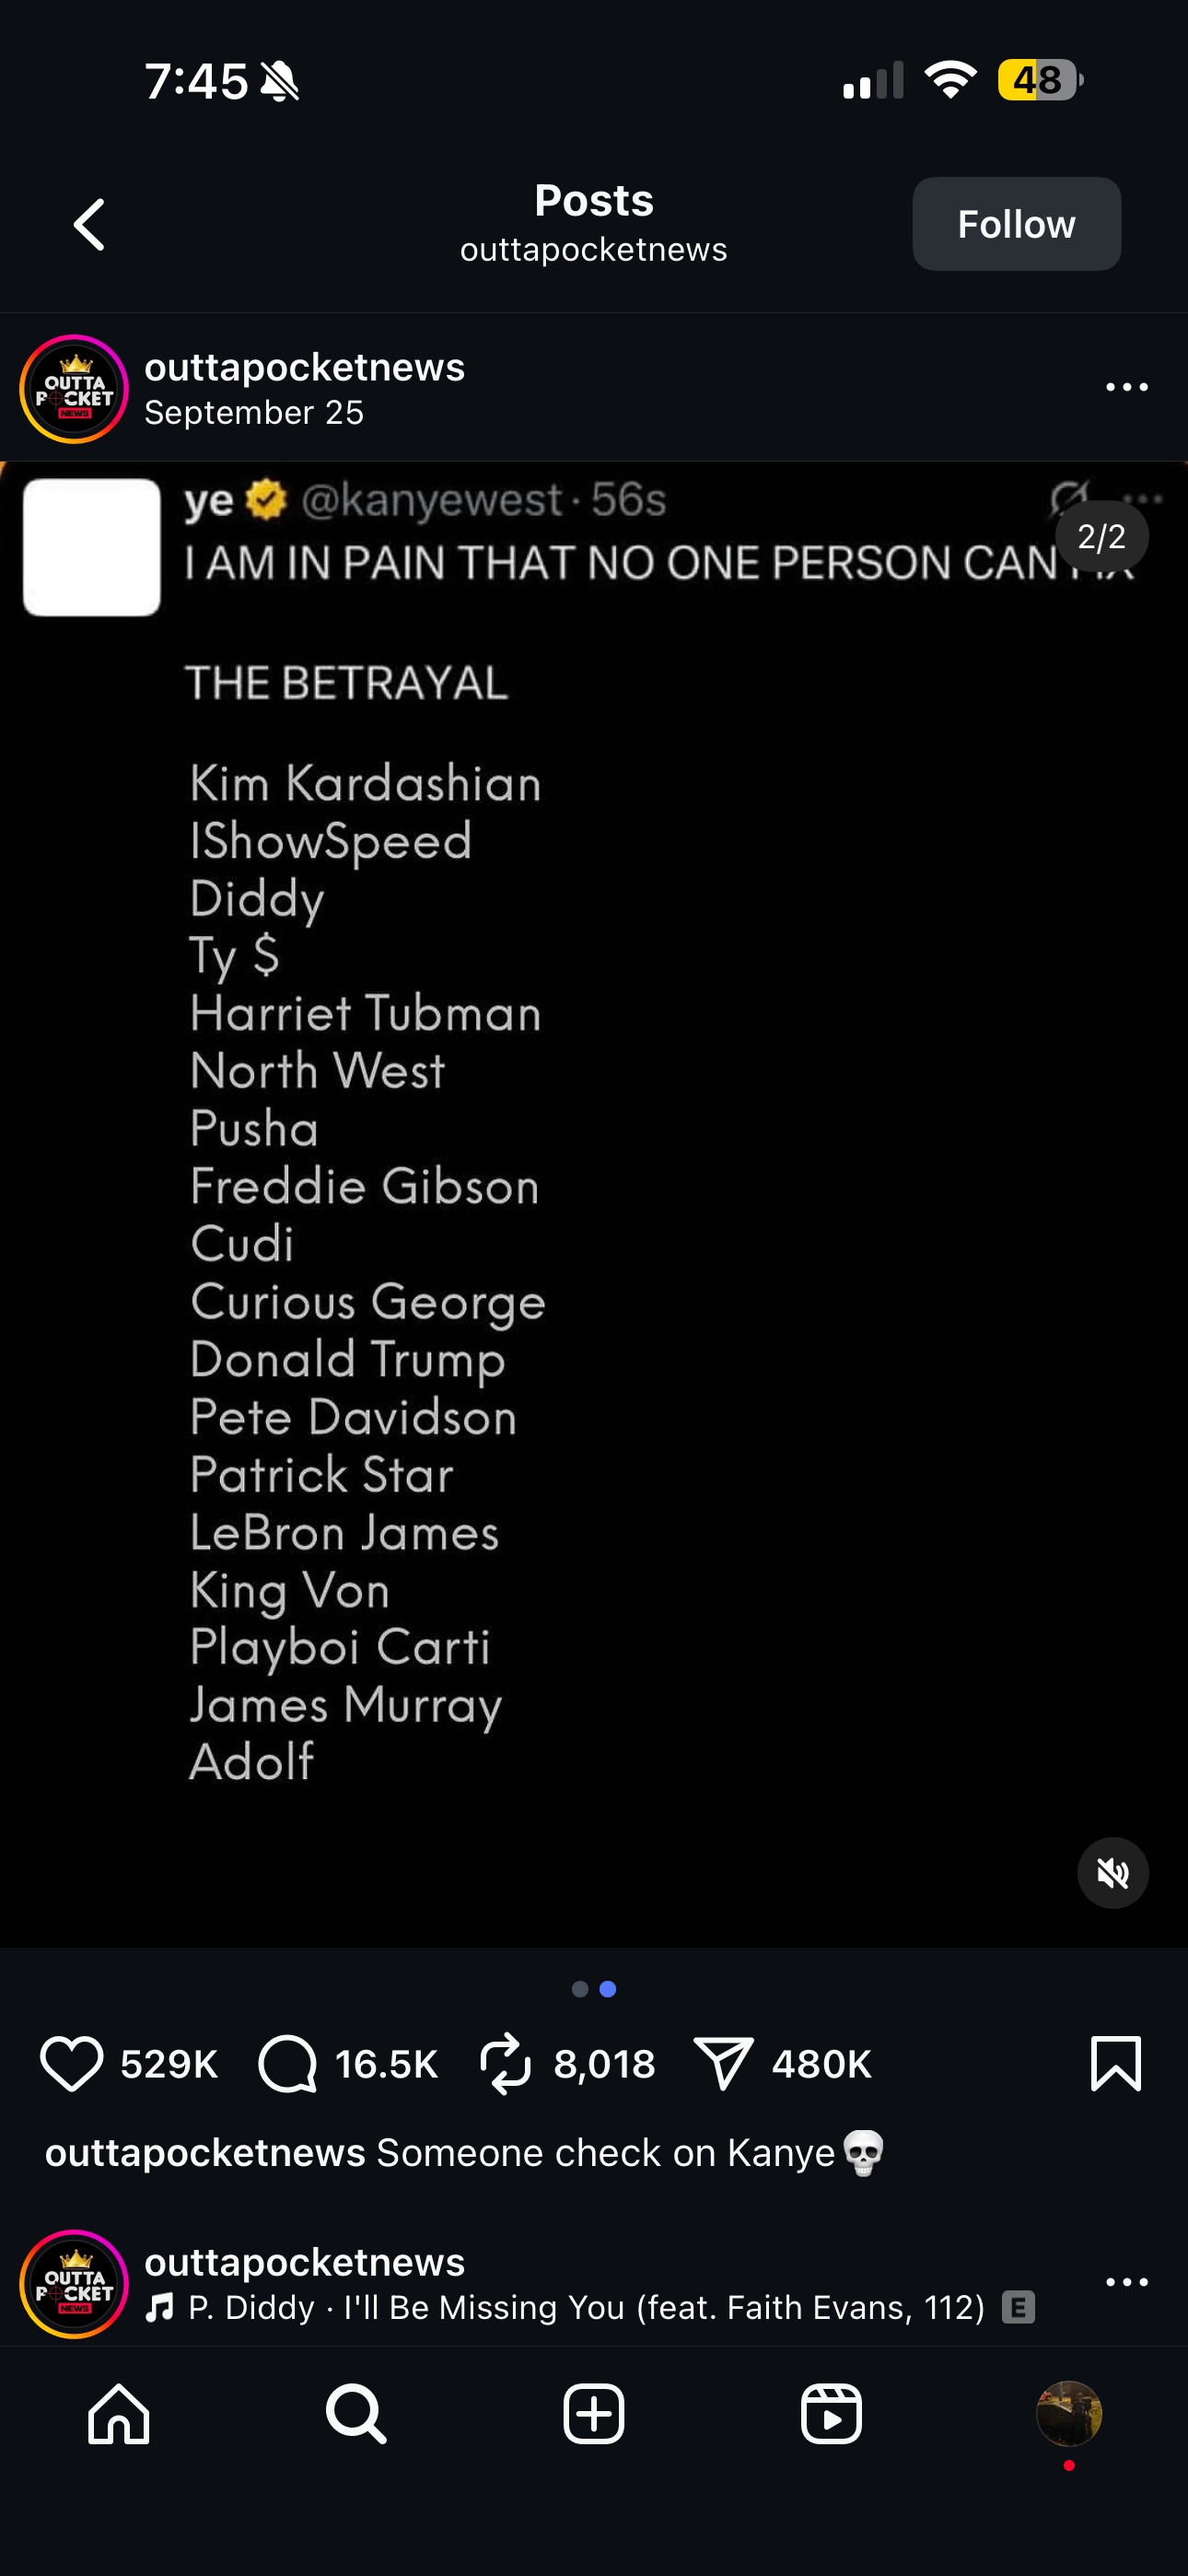 7:45
48
Posts
outtapocketnews
Follow
OUTTA
POCKET
NEWS
outtapocketnews
September 25
ye @kanyewest · 56s
2/2
I AM IN PAIN THAT NO ONE PERSON CAN
THE BETRAYAL
Kim Kardashian
IShowSpeed
Diddy
Ty $
Harriet Tubman
North West
Pusha
Freddie Gibson
Cudi
Curious George
Donald Trump
Pete Davidson
Patrick Star
LeBron James
King Von
Playboi Carti
James Murray
Adolf
529K 16.5K 8,018 480K
outtapocketnews Someone check on Kanye💀
OUTTA
POCKET
NEWS
outtapocketnews
P. Diddy · I'll Be Missing You (feat. Faith Evans, 112) E